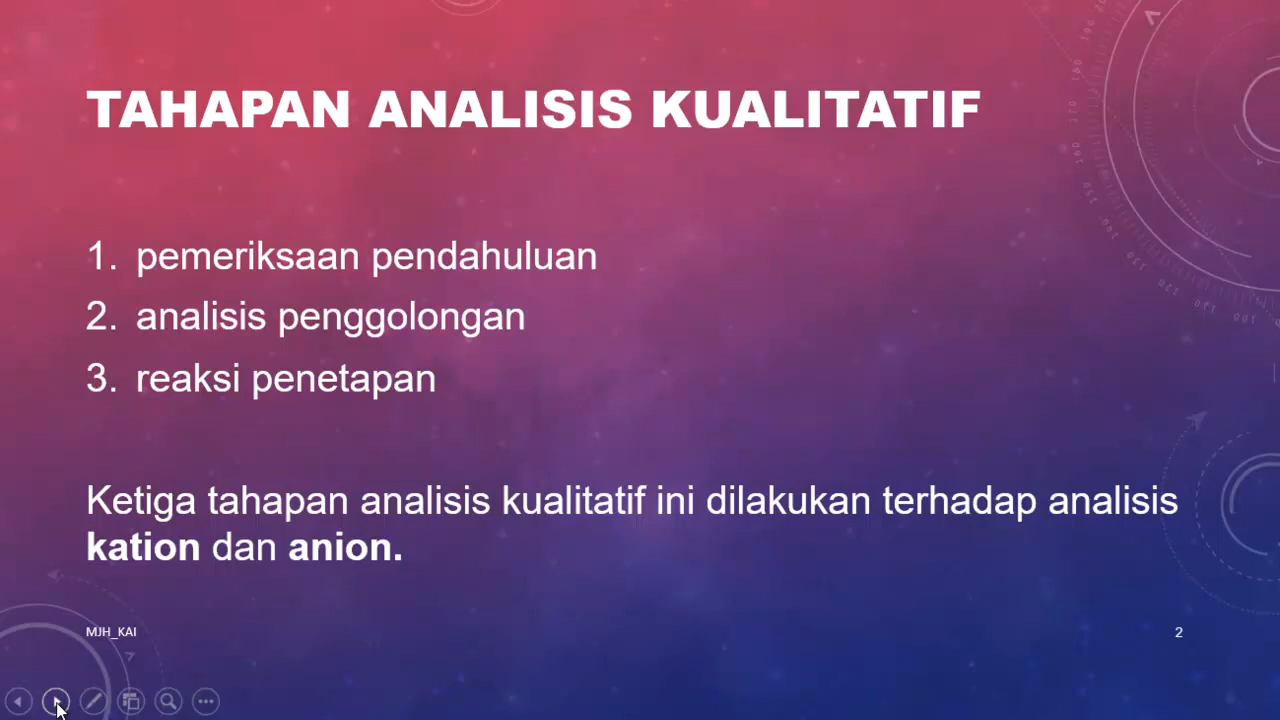 TAHAPAN ANALISIS KUALITATIF
1. pemeriksaan pendahuluan
2. analisis penggolongan
3. reaksi penetapan
Ketiga tahapan analisis kualitatif ini dilakukan terhadap analisis
kation dan anion.
MJH_KAI
2